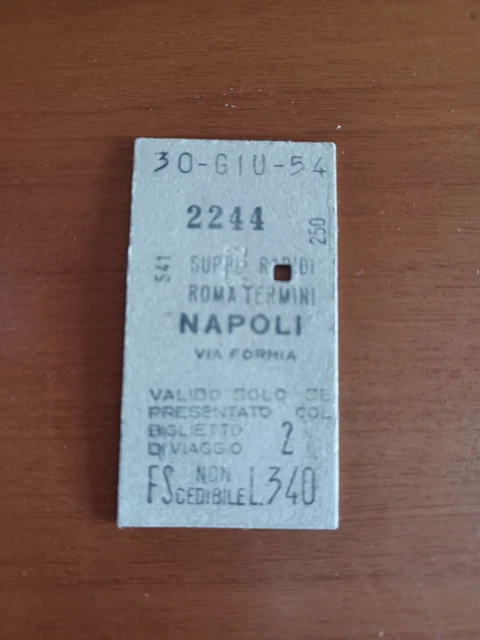 30-GIU-54
2244
250
541
SUPPL RAPIDI
ROMA TERMINI
NAPOLI
VIA FORMIA
VALIDO SOLO SE
PRESENTATO COL
BIGLIETTO
DI VIAGGIO 2
FS NON CEDIBILE L.340